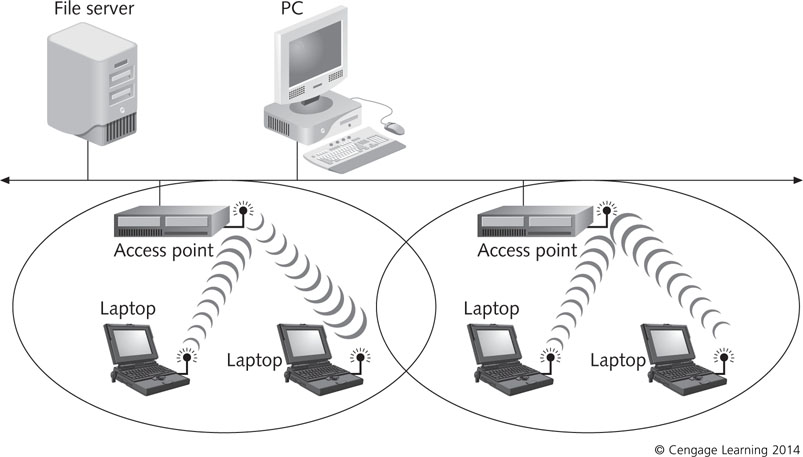 File server
PC
Access point
Access point
Laptop
Laptop
Laptop
Laptop
© Cengage Learning 2014